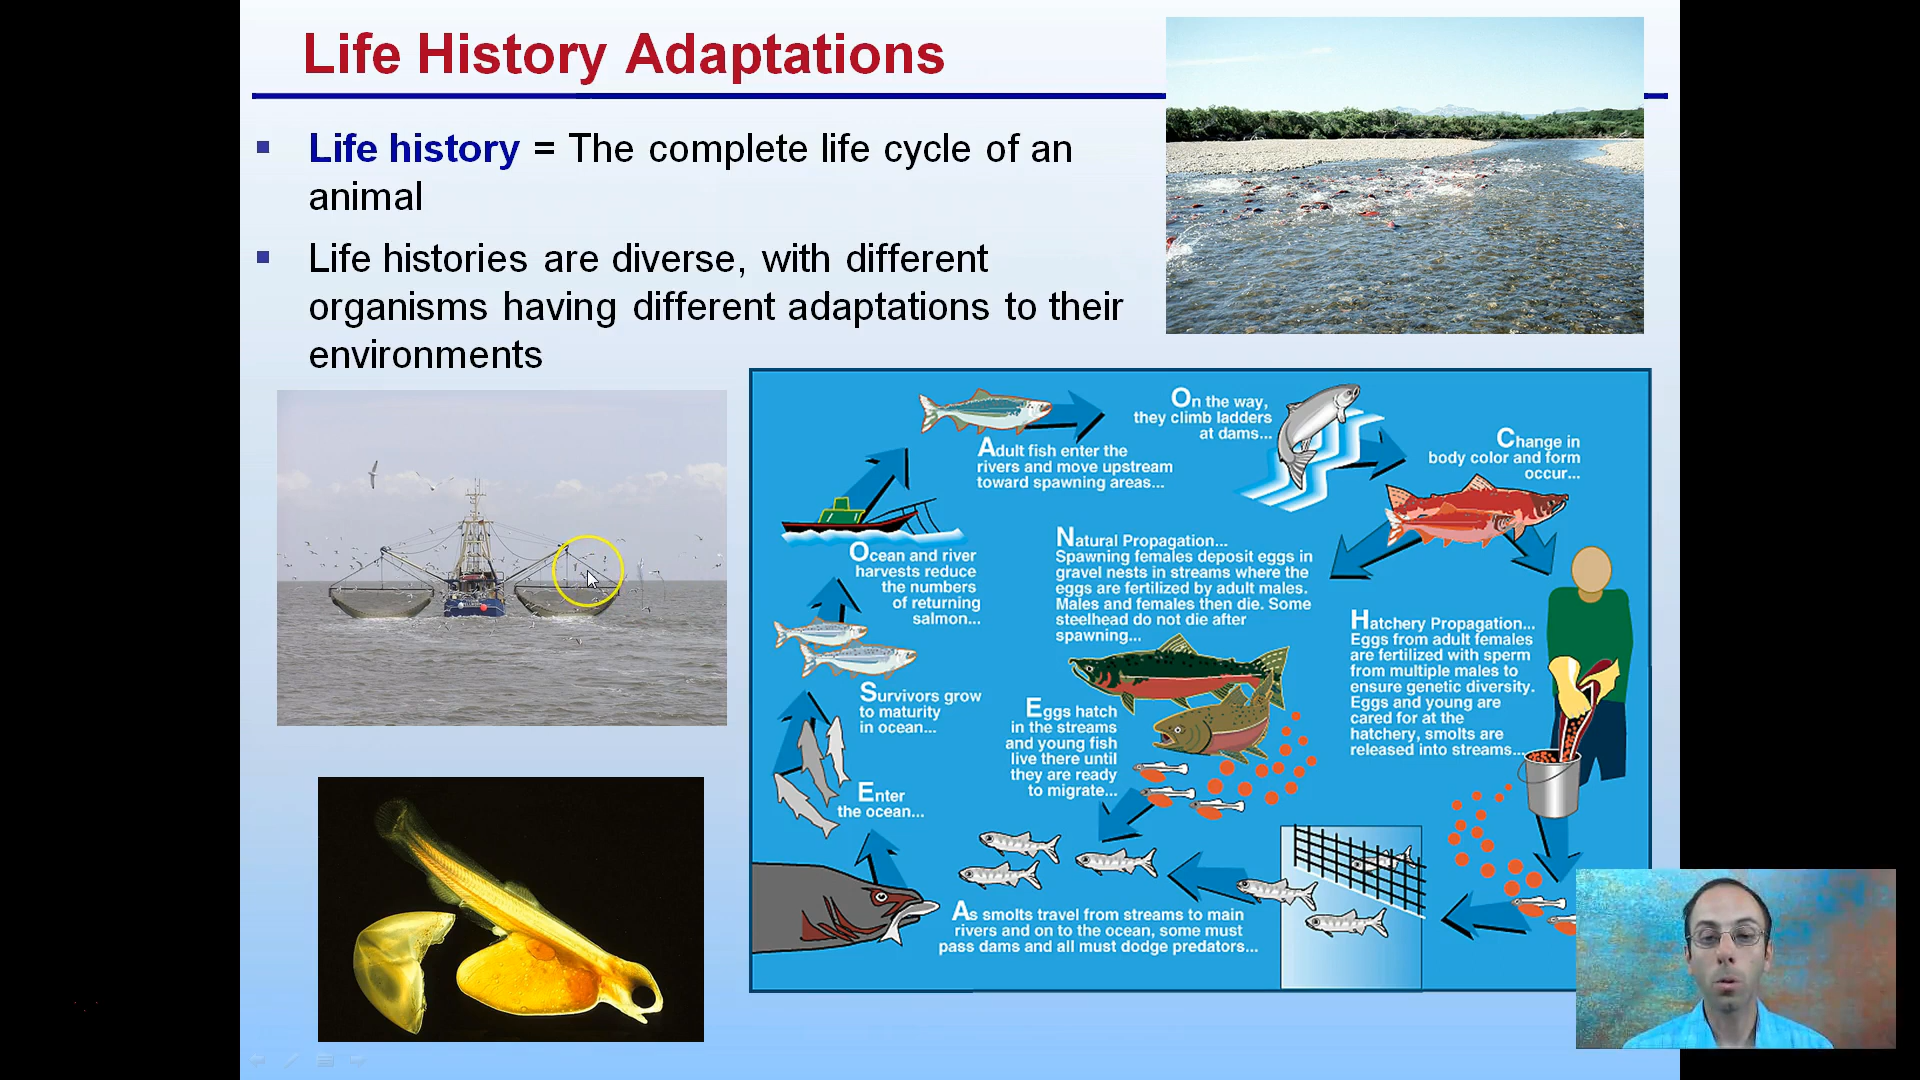 Life History Adaptations
Life history = The complete life cycle of an
animal
Life histories are diverse, with different
organisms having different adaptations to their
environments
Adult fish enter the
rivers and move upstream
toward spawning areas...
On the way,
they climb ladders
at dams...
Change in
body color and form
occur...
Ocean and river
harvests reduce
the numbers
of returning
salmon...
Natural Propagation...
Spawning females deposit eggs in
gravel nests in streams where the
eggs are fertilized by adult males.
Males and females then die. Some
steelhead do not die after
spawning...
Hatchery Propagation...
Eggs from adult females
are fertilized with sperm
from multiple males to
ensure genetic diversity.
Eggs and young are
cared for at the
hatchery, smolts are
released into streams...
Survivors grow
to maturity
in ocean...
Eggs hatch
in the streams
and young fish
live there until
they are ready
to migrate...
Enter
the ocean...
As smolts travel from streams to main
rivers and on to the ocean, some must
pass dams and all must dodge predators...